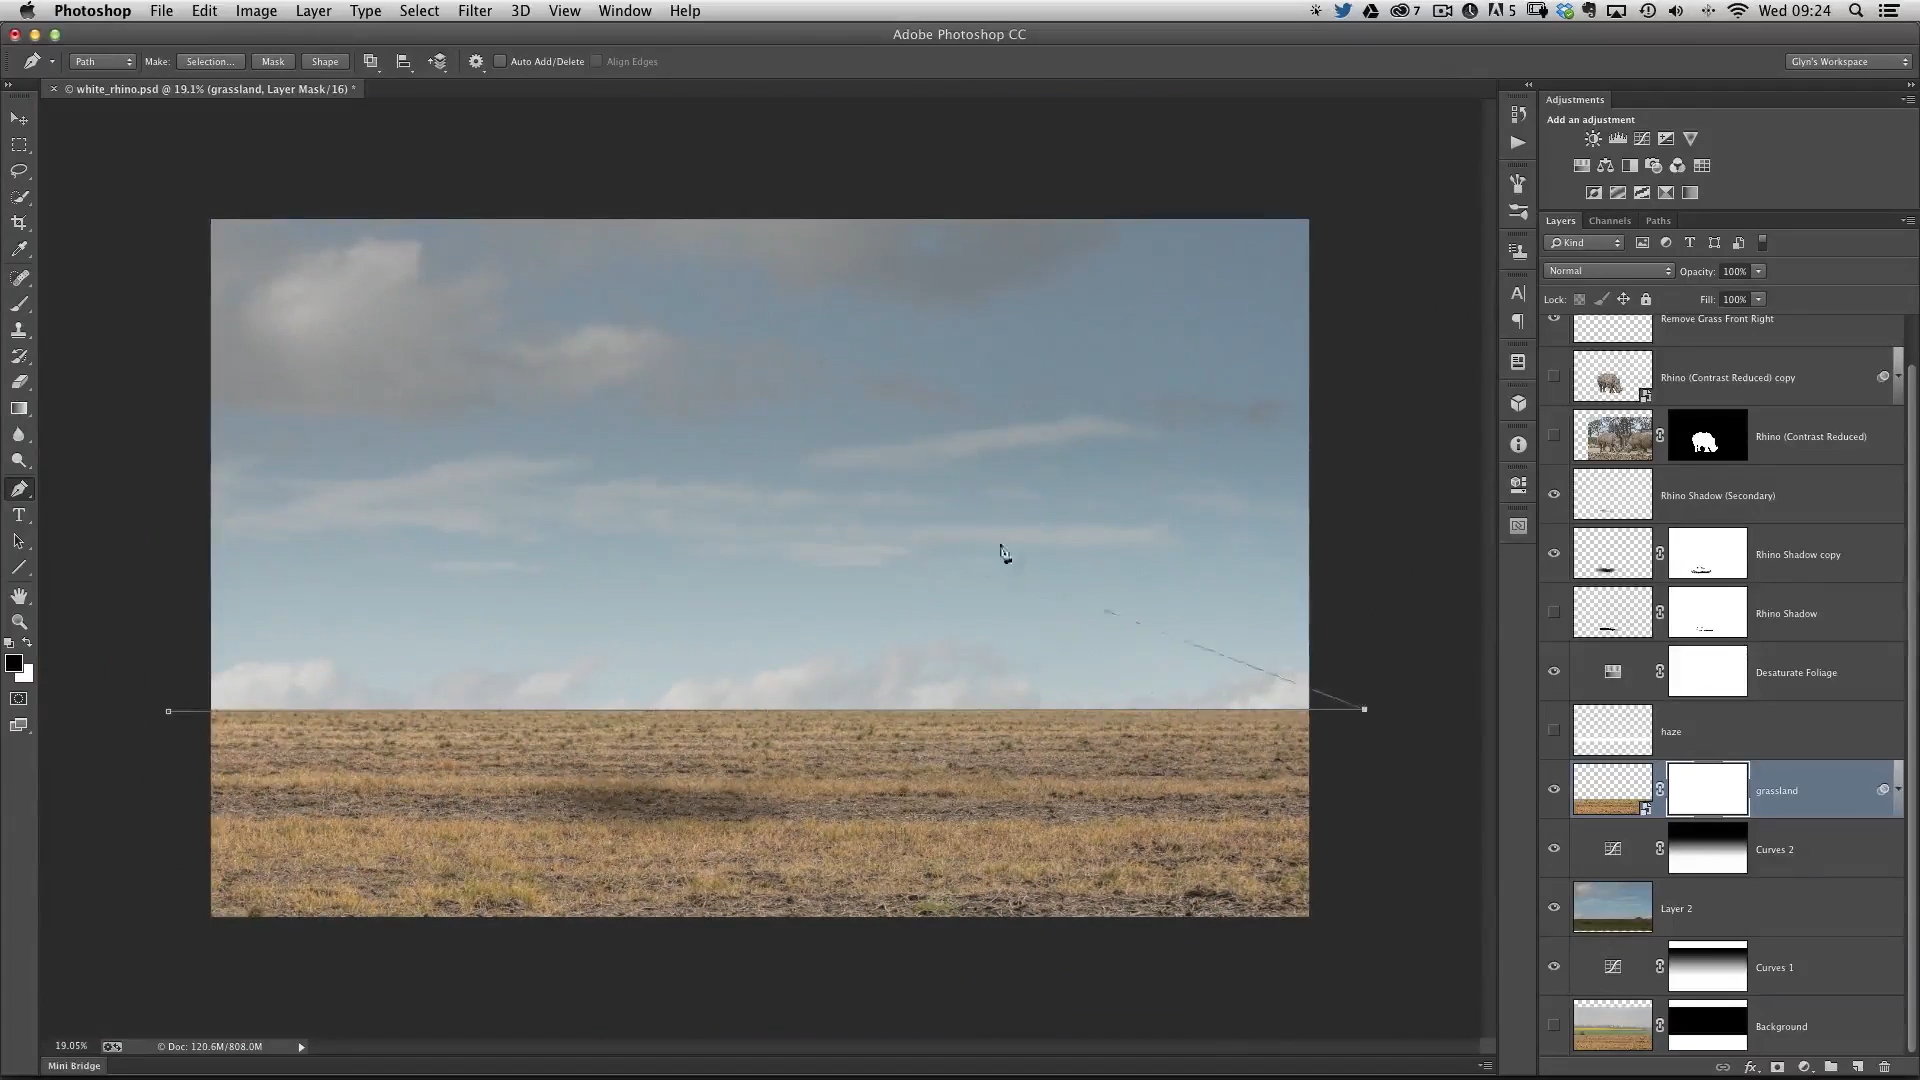 Photoshop File Edit Image Layer Type Select Filter 3D View Window Help 7 5 Wed 09:24
Adobe Photoshop CC
Path Make: Selection... Mask Shape Auto Add/Delete Align Edges Glyn's Workspace
× © white_rhino.psd @ 19.1% (grassland, Layer Mask/16) *
Adjustments
Add an adjustment
Layers Channels Paths
Kind
Normal Opacity: 100%
Lock: Fill: 100%
Remove Grass Front Right
Rhino (Contrast Reduced) copy
Rhino (Contrast Reduced)
Rhino Shadow (Secondary)
Rhino Shadow copy
Rhino Shadow
Desaturate Foliage
haze
grassland
Curves 2
Layer 2
Curves 1
Background
19.05% © Doc: 120.6M/808.0M
Mini Bridge